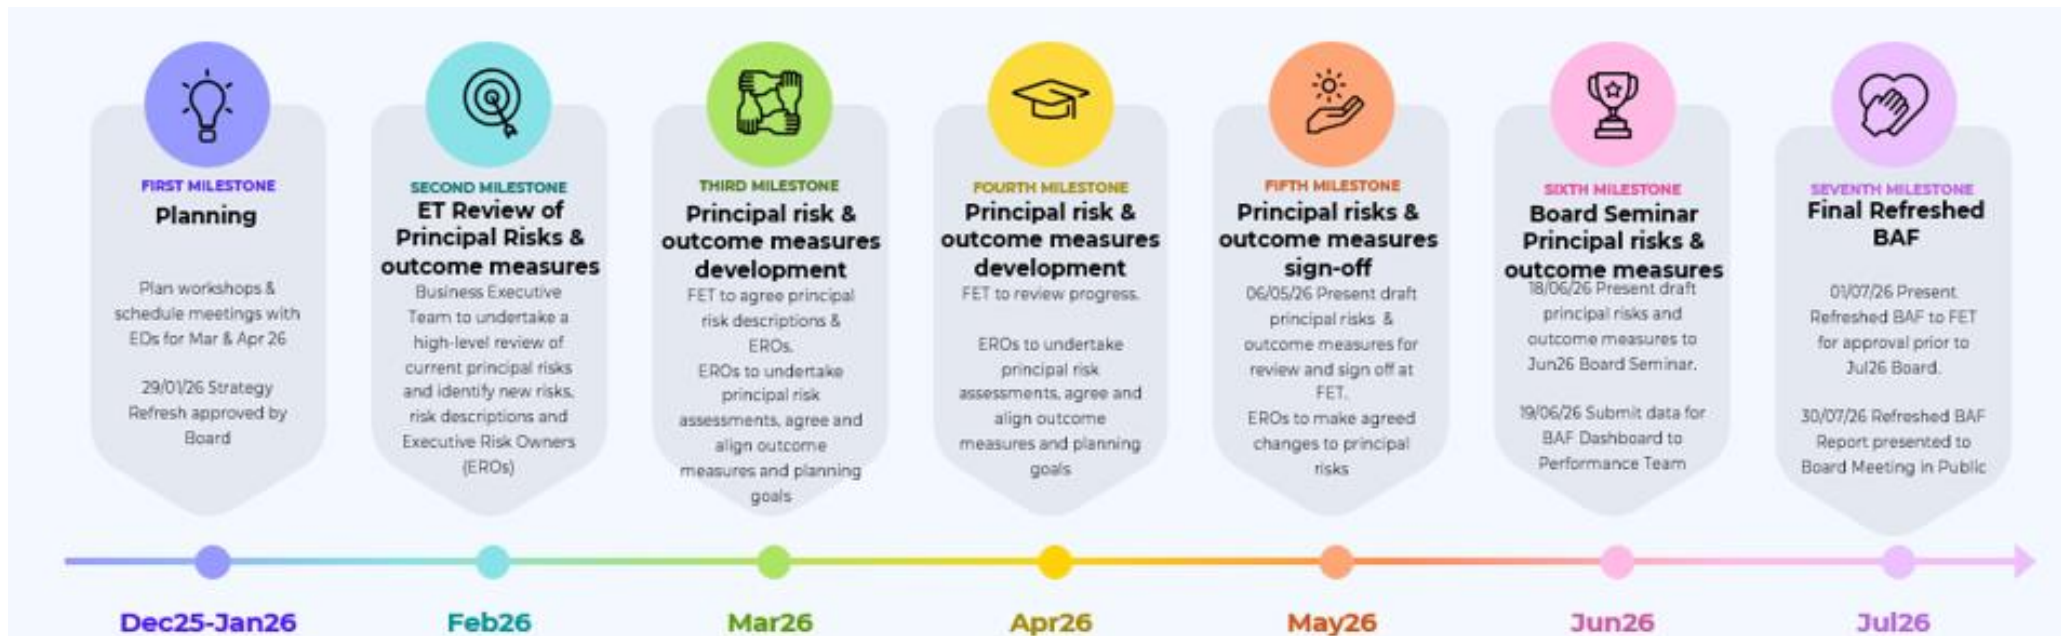 FIRST MILESTONE
Planning
Plan workshops &
schedule meetings with
EDs for Mar & Apr 26
29/01/26 Strategy
Refresh approved by
Board
SECOND MILESTONE
ET Review of
Principal Risks &
outcome measures
Business Executive
Team to undertake a
high-level review of
current principal risks
and identify new risks,
risk descriptions and
Executive Risk Owners
(EROs)
THIRD MILESTONE
Principal risk &
outcome measures
development
FET to agree principal
risk descriptions &
EROs.
EROs to undertake
principal risk
assessments, agree and
align outcome
measures and planning
goals
FOURTH MILESTONE
Principal risk &
outcome measures
development
FET to review progress.
EROs to undertake
principal risk
assessments, agree and
align outcome
measures and planning
goals
FIFTH MILESTONE
Principal risks &
outcome measures
sign-off
06/05/26 Present draft
principal risks &
outcome measures for
review and sign off at
FET.
EROs to make agreed
changes to principal
risks
SIXTH MILESTONE
Board Seminar
Principal risks &
outcome measures
18/06/26 Present draft
principal risks and
outcome measures to
Jun26 Board Seminar.
19/06/26 Submit data for
BAF Dashboard to
Performance Team
SEVENTH MILESTONE
Final Refreshed
BAF
01/07/26 Present
Refreshed BAF to FET
for approval prior to
Jul26 Board.
30/07/26 Refreshed BAF
Report presented to
Board Meeting in Public
Dec25-Jan26
Feb26
Mar26
Apr26
May26
Jun26
Jul26